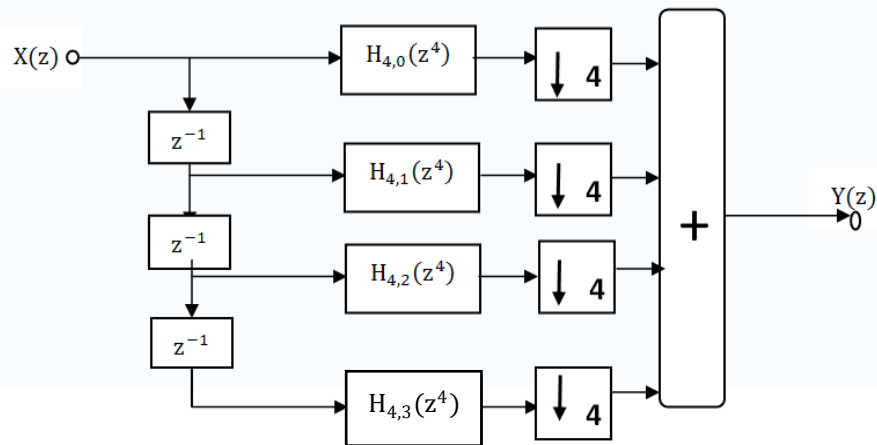 X(z)
H₄,₀(z⁴)
↓ 4
z⁻¹
H₄,₁(z⁴)
↓ 4
Y(z)
+
z⁻¹
H₄,₂(z⁴)
↓ 4
z⁻¹
H₄,₃(z⁴)
↓ 4